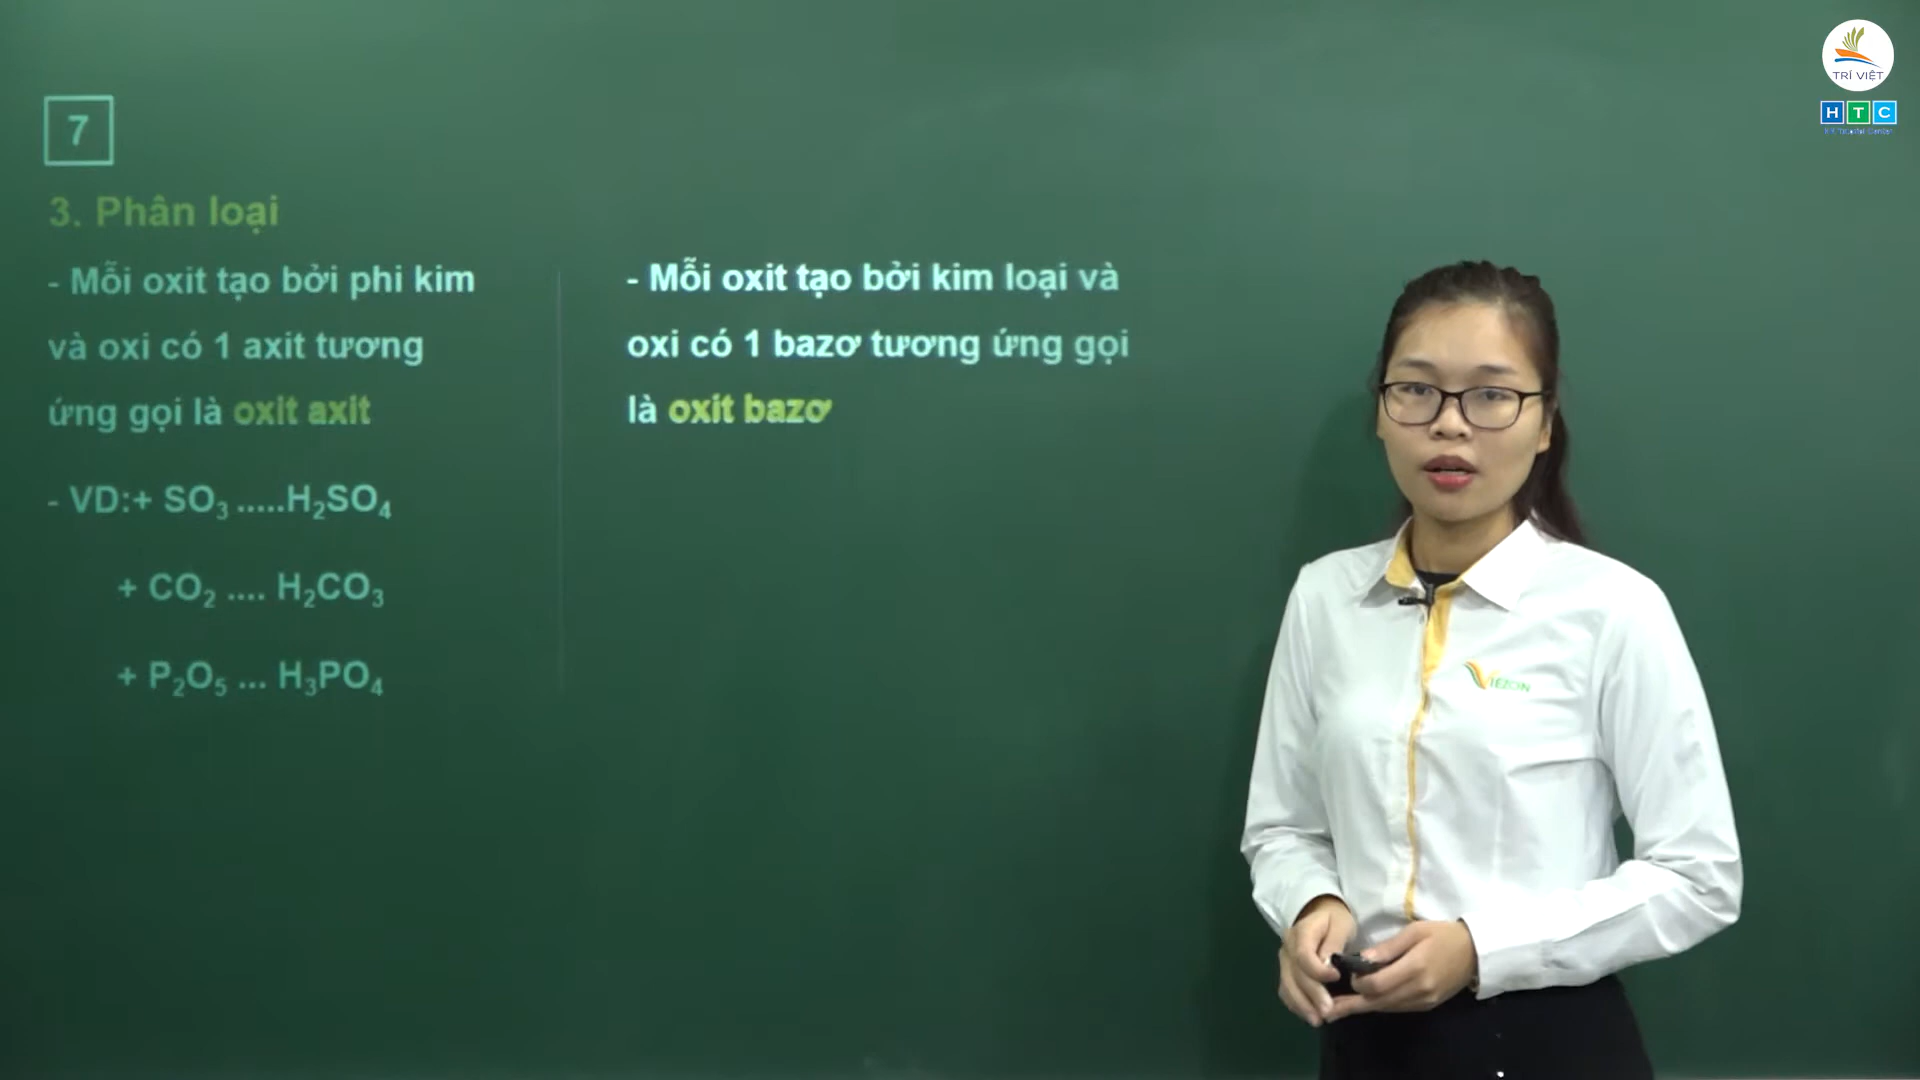 7
3. Phân loại
- Mỗi oxit tạo bởi phi kim
và oxi có 1 axit tương
ứng gọi là oxit axit
- VD:+ SO₃ .....H₂SO₄
+ CO₂ .... H₂CO₃
+ P₂O₅ ... H₃PO₄
- Mỗi oxit tạo bởi kim loại và
oxi có 1 bazơ tương ứng gọi
là oxit bazơ
TRÍ VIỆT
HTC